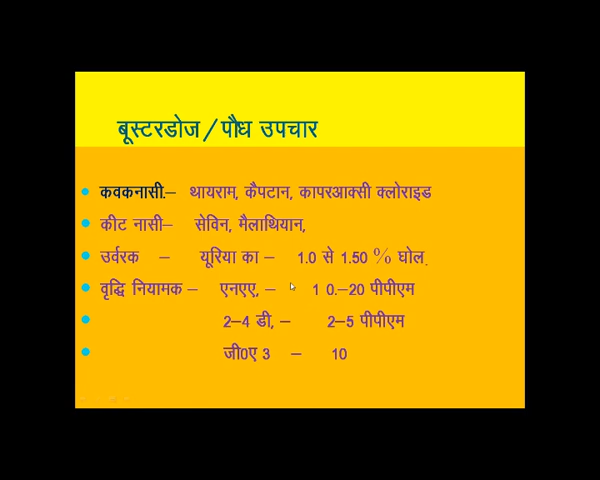 बूस्टरडोज / पौध उपचार
कवकनासी.– थायराम, कैपटान, कापरआक्सी क्लोराइड
कीट नासी– सेविन, मैलाथियान,
उर्वरक – यूरिया का – 1.0 से 1.50 % घोल.
वृद्धि नियामक – एनएए, – 1 0.–20 पीपीएम
2–4 डी, – 2–5 पीपीएम
जी0ए 3 – 10